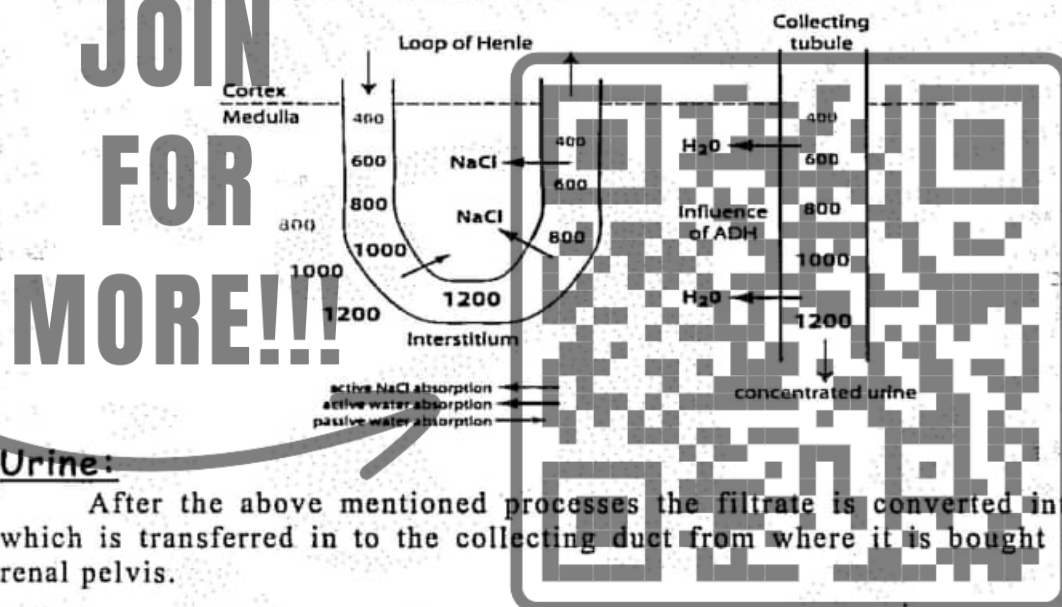 JOIN
FOR
MORE!!!
Loop of Henle
Collecting
tubule
Cortex
Medulla
400
600
800
1000
1200
800
1000
1200
NaCl
NaCl
400
600
800
Interstitium
H20
H20
Influence
of ADH
400
600
800
1000
1200
concentrated urine
active NaCl absorption
active water absorption
passive water absorption
Urine:
After the above mentioned processes the filtrate is converted in
which is transferred in to the collecting duct from where it is bought
renal pelvis.